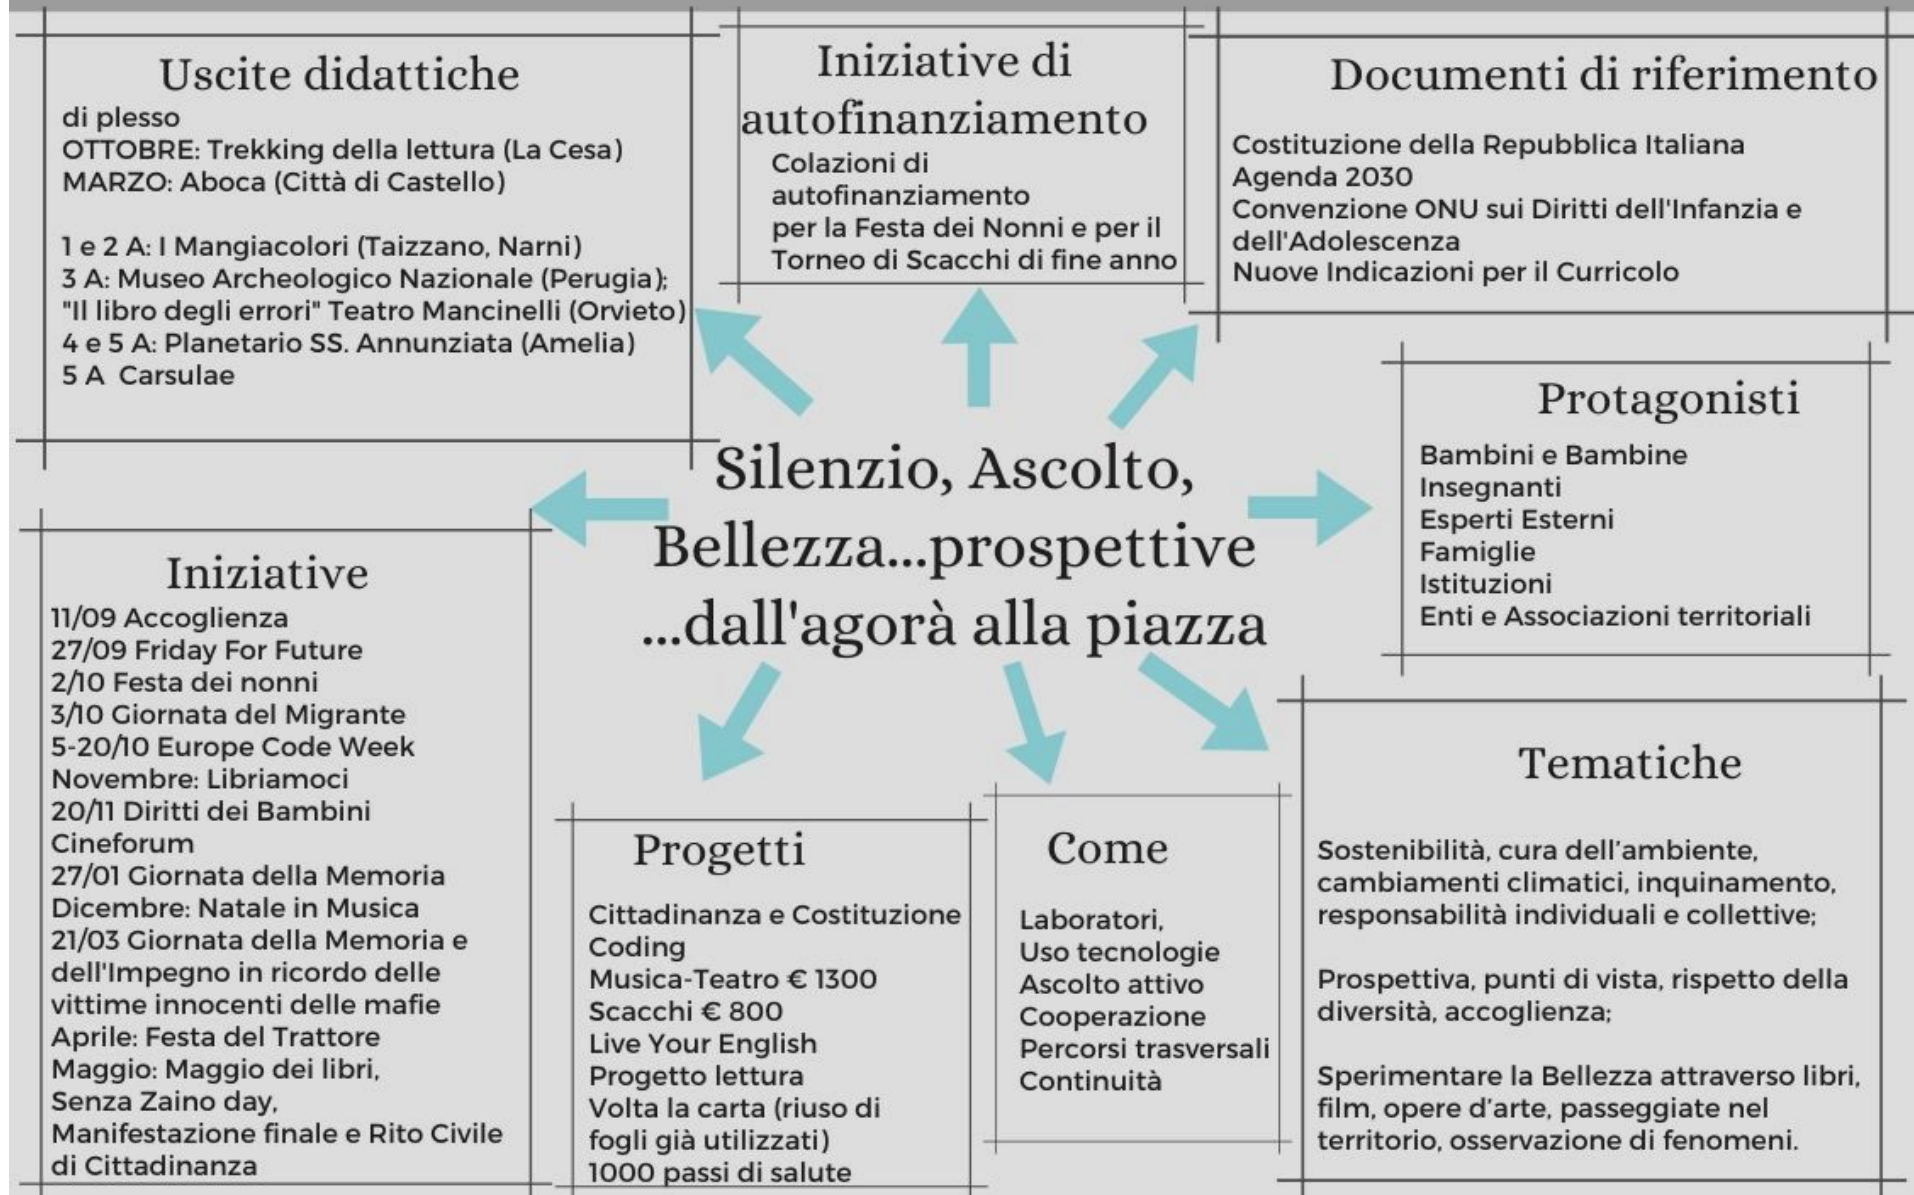 Uscite didattiche
di plesso
OTTOBRE: Trekking della lettura (La Cesa)
MARZO: Aboca (Città di Castello)
1 e 2 A: I Mangiacolori (Taizzano, Narni)
3 A: Museo Archeologico Nazionale (Perugia);
"Il libro degli errori" Teatro Mancinelli (Orvieto)
4 e 5 A: Planetario SS. Annunziata (Amelia)
5 A Carsulae
Iniziative di
autofinanziamento
Colazioni di
autofinanziamento
per la Festa dei Nonni e per il
Torneo di Scacchi di fine anno
Documenti di riferimento
Costituzione della Repubblica Italiana
Agenda 2030
Convenzione ONU sui Diritti dell'Infanzia e
dell'Adolescenza
Nuove Indicazioni per il Curricolo
Protagonisti
Bambini e Bambine
Insegnanti
Esperti Esterni
Famiglie
Istituzioni
Enti e Associazioni territoriali
Silenzio, Ascolto,
Bellezza...prospettive
...dall'agorà alla piazza
Iniziative
11/09 Accoglienza
27/09 Friday For Future
2/10 Festa dei nonni
3/10 Giornata del Migrante
5-20/10 Europe Code Week
Novembre: Libriamoci
20/11 Diritti dei Bambini
Cineforum
27/01 Giornata della Memoria
Dicembre: Natale in Musica
21/03 Giornata della Memoria e
dell'Impegno in ricordo delle
vittime innocenti delle mafie
Aprile: Festa del Trattore
Maggio: Maggio dei libri,
Senza Zaino day,
Manifestazione finale e Rito Civile
di Cittadinanza
Progetti
Cittadinanza e Costituzione
Coding
Musica-Teatro € 1300
Scacchi € 800
Live Your English
Progetto lettura
Volta la carta (riuso di
fogli già utilizzati)
1000 passi di salute
Come
Laboratori,
Uso tecnologie
Ascolto attivo
Cooperazione
Percorsi trasversali
Continuità
Tematiche
Sostenibilità, cura dell’ambiente,
cambiamenti climatici, inquinamento,
responsabilità individuali e collettive;
Prospettiva, punti di vista, rispetto della
diversità, accoglienza;
Sperimentare la Bellezza attraverso libri,
film, opere d’arte, passeggiate nel
territorio, osservazione di fenomeni.